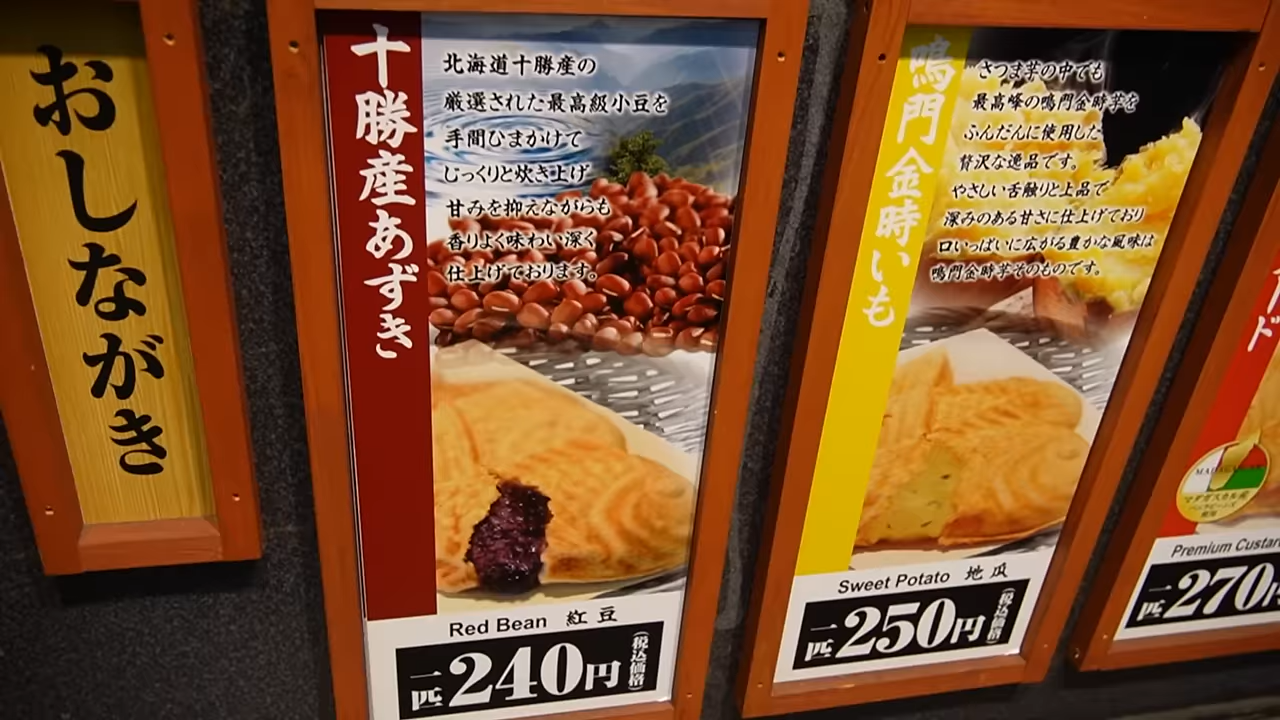 おしながき
十勝産あずき
北海道十勝産の
厳選された最高級小豆を
手間ひまかけて
じっくりと炊き上げ
甘みを抑えながらも
香りよく味わい深く
仕上げております。
Red Bean 紅豆
一匹240円(税込価格)
鳴門金時いも
さつま芋の中でも
最高峰の鳴門金時芋を
ふんだんに使用した
贅沢な逸品です。
やさしい舌触りと上品で
深みのある甘さに仕上げており
口いっぱいに広がる豊かな風味は
鳴門金時芋そのものです。
Sweet Potato 地瓜
一匹250円(税込価格)
ド
マダガスカル産
Premium Custar
一匹270円